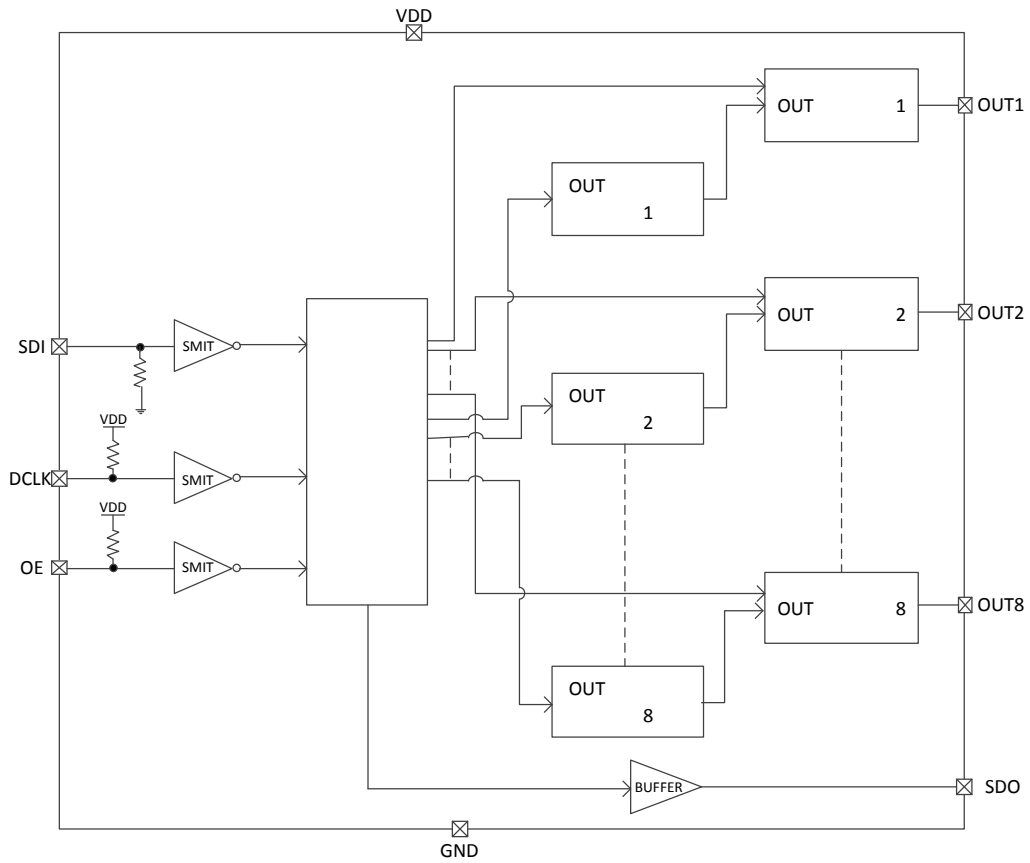 VDD
OUT 1
OUT1
OUT
1
OUT 2
OUT2
SDI
SMIT
OUT
2
VDD
DCLK
SMIT
VDD
OE
SMIT
OUT 8
OUT8
OUT
8
BUFFER
SDO
GND